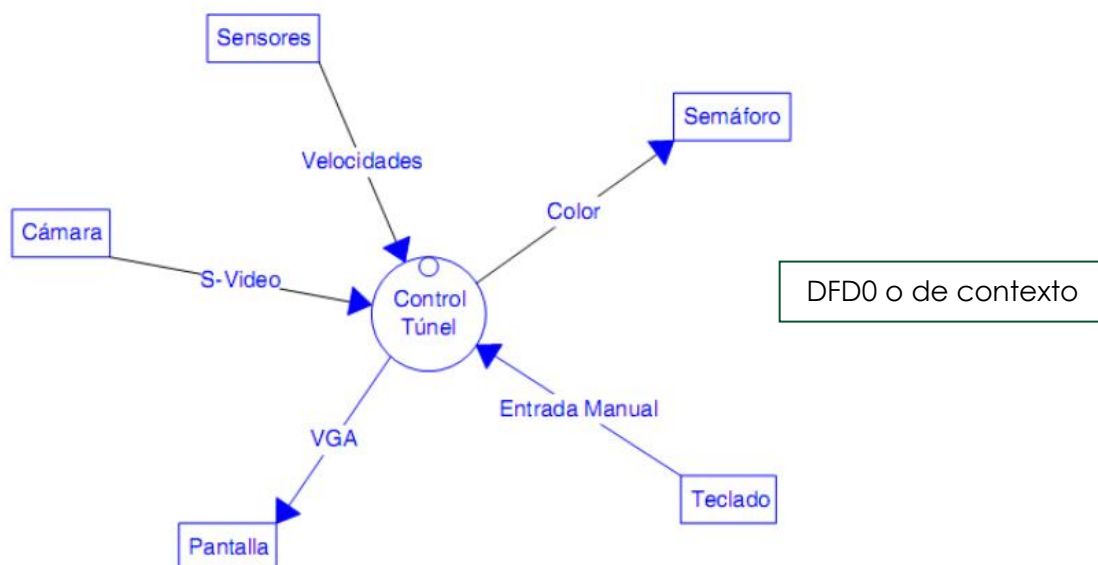 Sensores
Semáforo
Velocidades
Color
Cámara
S-Video
DFD0 o de contexto
Control
Túnel
Entrada Manual
VGA
Teclado
Pantalla